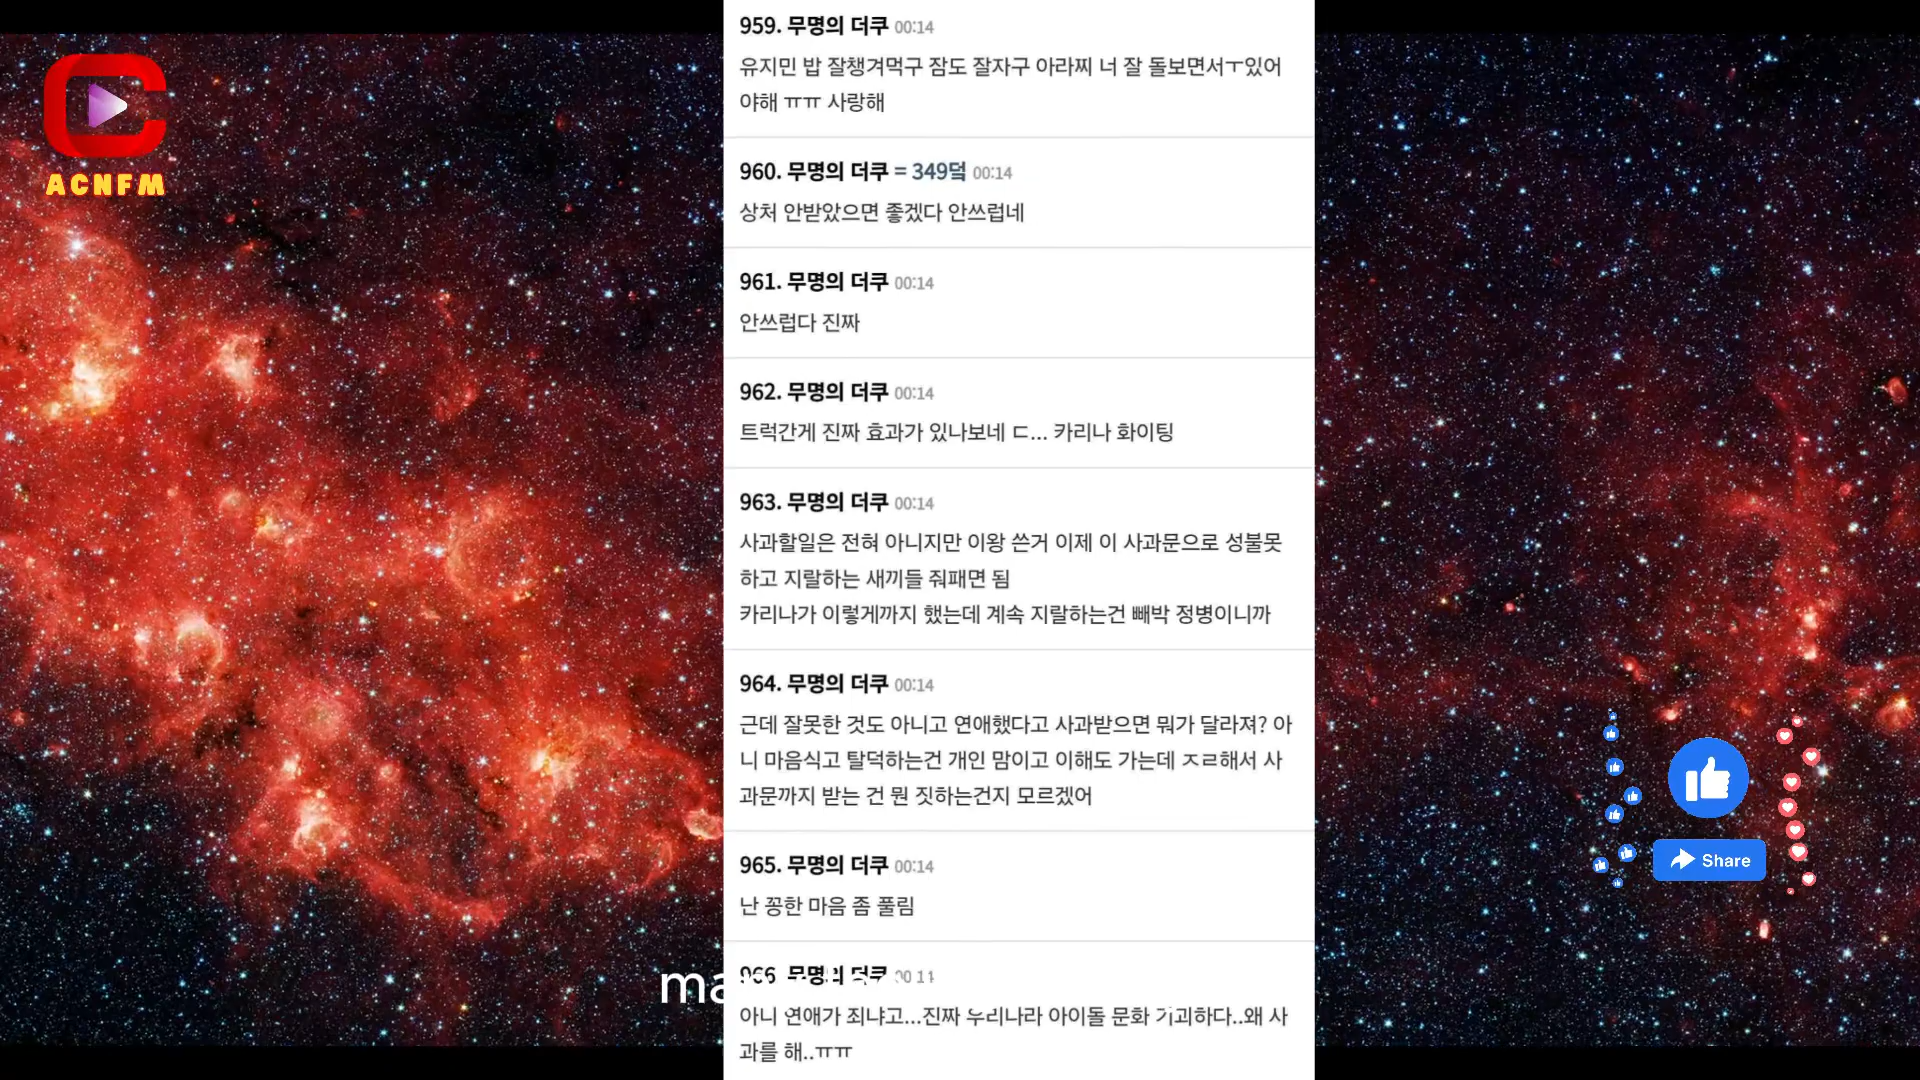 ACNFM
959. 무명의 더쿠 00:14
유지민 밥 잘챙겨먹구 잠도 잘자구 아라찌 너 잘 돌보면서ㅜ있어
야해 ㅠㅠ 사랑해
960. 무명의 더쿠 = 349덬 00:14
상처 안받았으면 좋겠다 안쓰럽네
961. 무명의 더쿠 00:14
안쓰럽다 진짜
962. 무명의 더쿠 00:14
트럭간게 진짜 효과가 있나보네 ㄷ... 카리나 화이팅
963. 무명의 더쿠 00:14
사과할일은 전혀 아니지만 이왕 쓴거 이제 이 사과문으로 성불못
하고 지랄하는 새끼들 줘패면 됨
카리나가 이렇게까지 했는데 계속 지랄하는건 빼박 정병이니까
964. 무명의 더쿠 00:14
근데 잘못한 것도 아니고 연애했다고 사과받으면 뭐가 달라져? 아
니 마음식고 탈덕하는건 개인 맘이고 이해도 가는데 ㅈㄹ해서 사
과문까지 받는 건 뭔 짓하는건지 모르겠어
965. 무명의 더쿠 00:14
난 꽁한 마음 좀 풀림
966. 무명의 더쿠
아니 연애가 죄냐고...진짜 우리나라 아이돌 문화 기괴하다..왜 사
과를 해..ㅠㅠ
Share